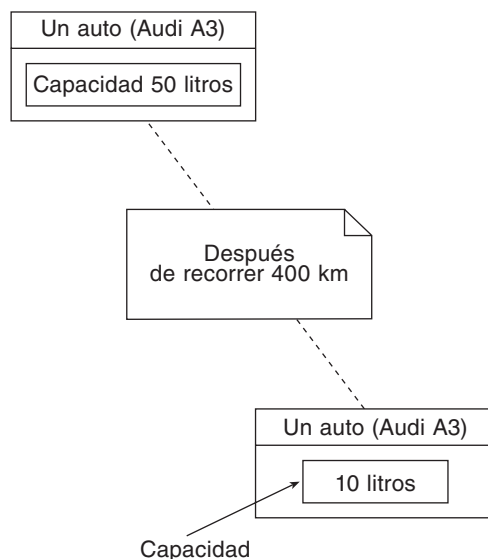 Un auto (Audi A3)
Capacidad 50 litros
Después
de recorrer 400 km
Un auto (Audi A3)
10 litros
Capacidad